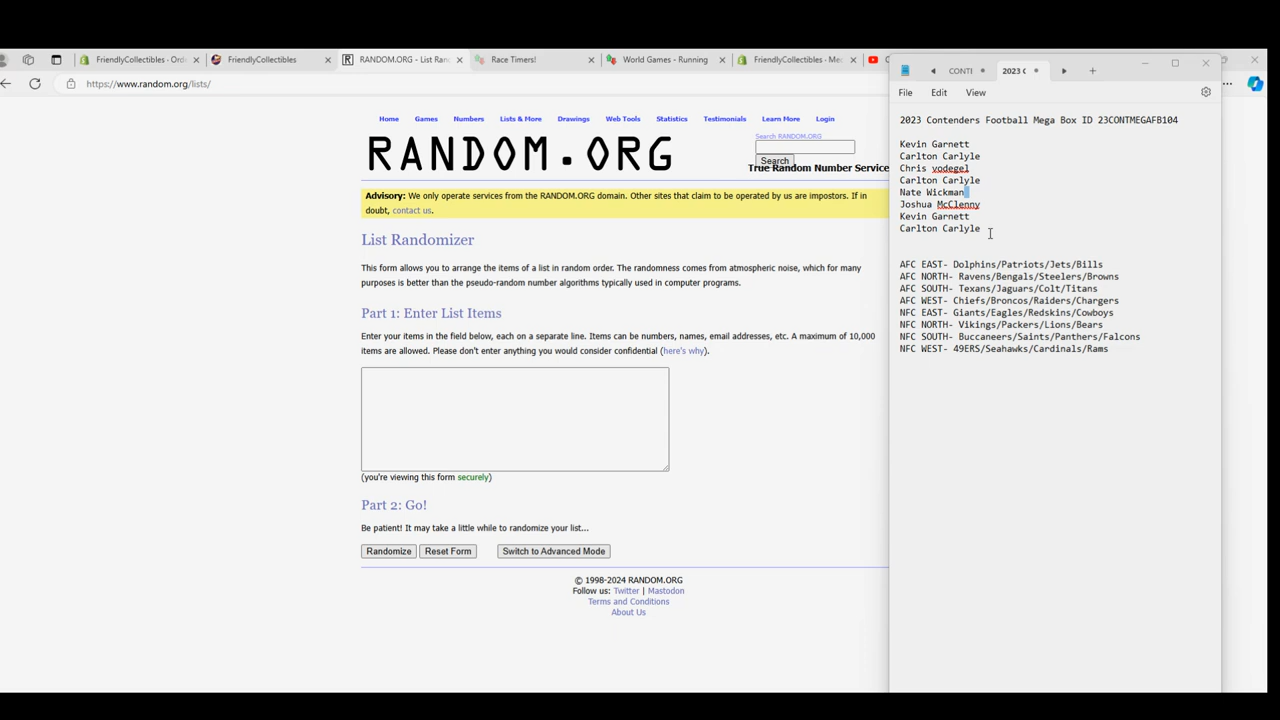 FriendlyCollectibles - Ord
FriendlyCollectibles
RANDOM.ORG - List Ran
Race Timers!
World Games - Running
FriendlyCollectibles - Me
https://www.random.org/lists/
Home Games Numbers Lists & More Drawings Web Tools Statistics Testimonials Learn More Login
RANDOM.ORG
Search RANDOM.ORG
Search
True Random Number Service
Advisory: We only operate services from the RANDOM.ORG domain. Other sites that claim to be operated by us are impostors. If in
doubt, contact us.
List Randomizer
This form allows you to arrange the items of a list in random order. The randomness comes from atmospheric noise, which for many
purposes is better than the pseudo-random number algorithms typically used in computer programs.
Part 1: Enter List Items
Enter your items in the field below, each on a separate line. Items can be numbers, names, email addresses, etc. A maximum of 10,000
items are allowed. Please don't enter anything you would consider confidential (here's why).
(you're viewing this form securely)
Part 2: Go!
Be patient! It may take a little while to randomize your list...
Randomize Reset Form Switch to Advanced Mode
© 1998-2024 RANDOM.ORG
Follow us: Twitter | Mastodon
Terms and Conditions
About Us
CONTI
2023 C
File Edit View
2023 Contenders Football Mega Box ID 23CONTMEGAFB104
Kevin Garnett
Carlton Carlyle
Chris vodegel
Carlton Carlyle
Nate Wickman
Joshua McClenny
Kevin Garnett
Carlton Carlyle
AFC EAST- Dolphins/Patriots/Jets/Bills
AFC NORTH- Ravens/Bengals/Steelers/Browns
AFC SOUTH- Texans/Jaguars/Colt/Titans
AFC WEST- Chiefs/Broncos/Raiders/Chargers
NFC EAST- Giants/Eagles/Redskins/Cowboys
NFC NORTH- Vikings/Packers/Lions/Bears
NFC SOUTH- Buccaneers/Saints/Panthers/Falcons
NFC WEST- 49ERS/Seahawks/Cardinals/Rams